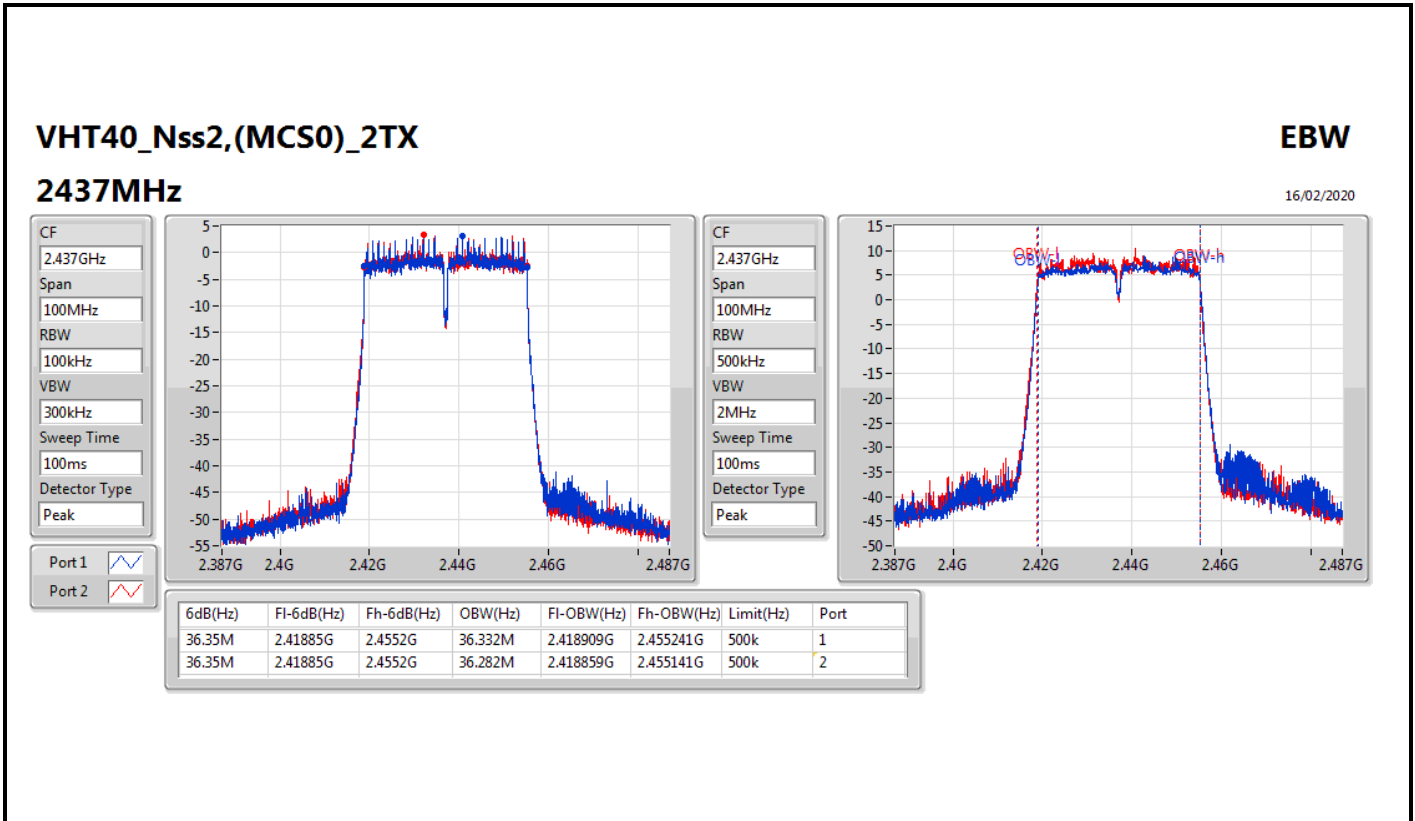 VHT40_Nss2,(MCS0)_2TX EBW
2437MHz 16/02/2020
CF
2.437GHz
Span
100MHz
RBW
100kHz
VBW
300kHz
Sweep Time
100ms
Detector Type
Peak
Port 1
Port 2
5
0
-5
-10
-15
-20
-25
-30
-35
-40
-45
-50
-55
2.387G 2.4G 2.42G 2.44G 2.46G 2.487G
CF
2.437GHz
Span
100MHz
RBW
500kHz
VBW
2MHz
Sweep Time
100ms
Detector Type
Peak
15
10
5
0
-5
-10
-15
-20
-25
-30
-35
-40
-45
-50
OBW-l OBW-h
OBW-l OBW-h
2.387G 2.4G 2.42G 2.44G 2.46G 2.487G
6dB(Hz) Fl-6dB(Hz) Fh-6dB(Hz) OBW(Hz) Fl-OBW(Hz) Fh-OBW(Hz) Limit(Hz) Port
36.35M 2.41885G 2.4552G 36.332M 2.418909G 2.455241G 500k 1
36.35M 2.41885G 2.4552G 36.282M 2.418859G 2.455141G 500k 2